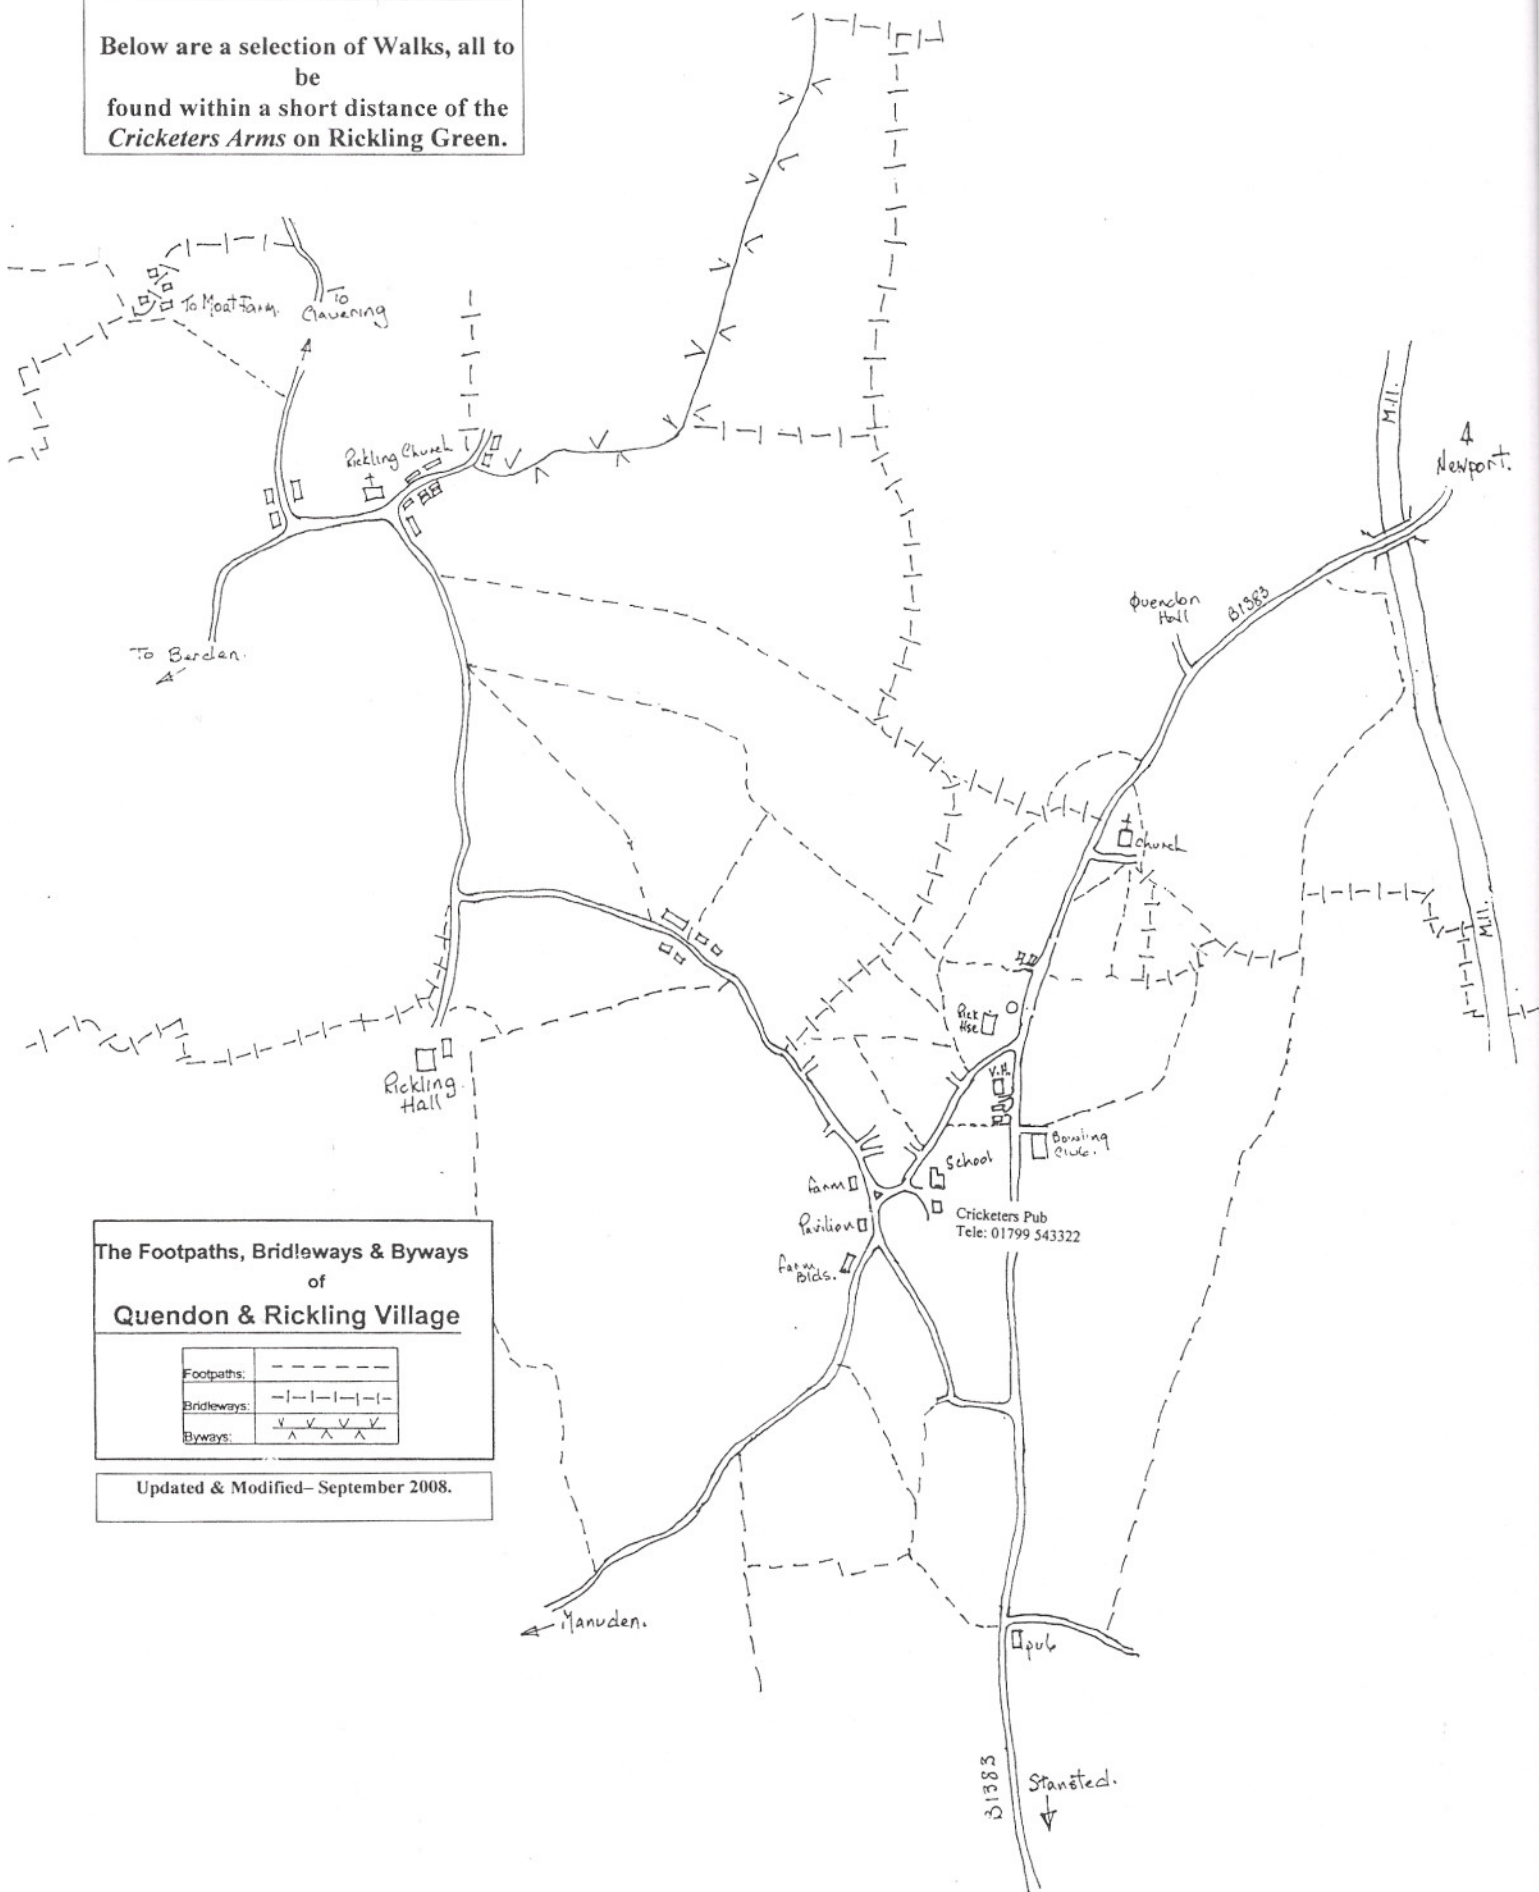 Below are a selection of Walks, all to
be
found within a short distance of the
Cricketers Arms on Rickling Green.
To Moat Farm.
To
Clavering
Rickling Church
M.11.
Newport.
Quendon
Hall
B1383
To Berden.
Church
M.11.
Rick
Hse
V.H.
Rickling
Hall
Bowling
Club.
School
Farm
Pavilion
Cricketers Pub
Tele: 01799 543322
Farm
Blds.
The Footpaths, Bridleways & Byways
of
Quendon & Rickling Village
Footpaths:
Bridleways:
Byways:
Updated & Modified– September 2008.
Manuden.
pub
B1383
Stansted.